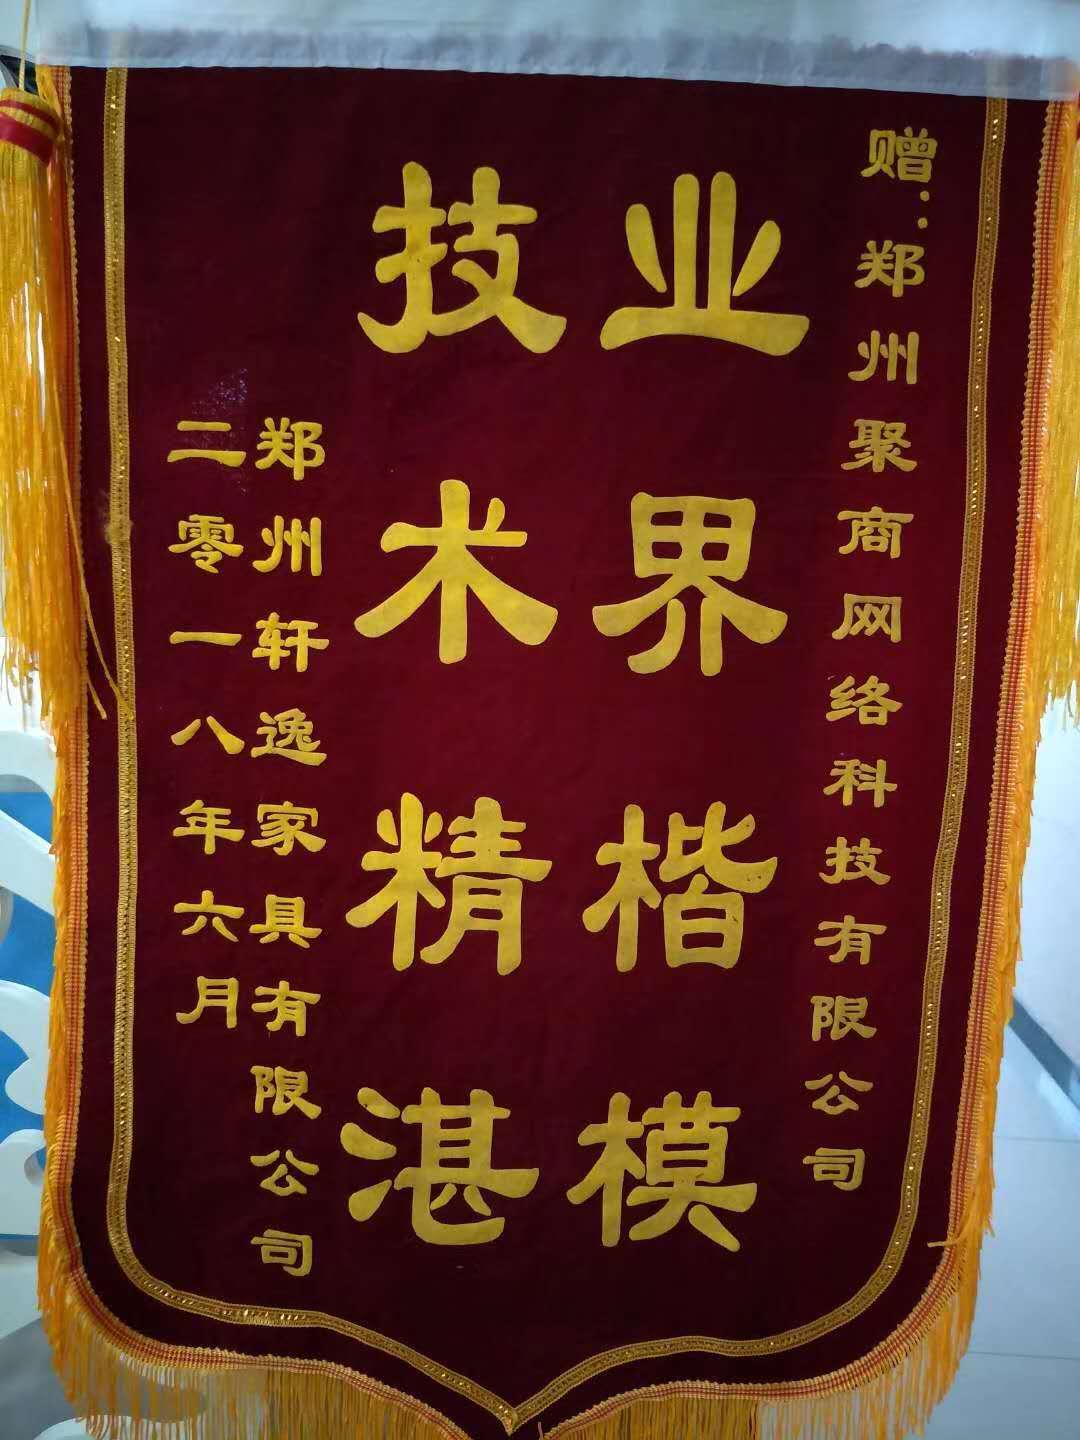 赠:郑州聚商网络科技有限公司
业界楷模
技术精湛
郑州轩逸家具有限公司
二零一八年六月